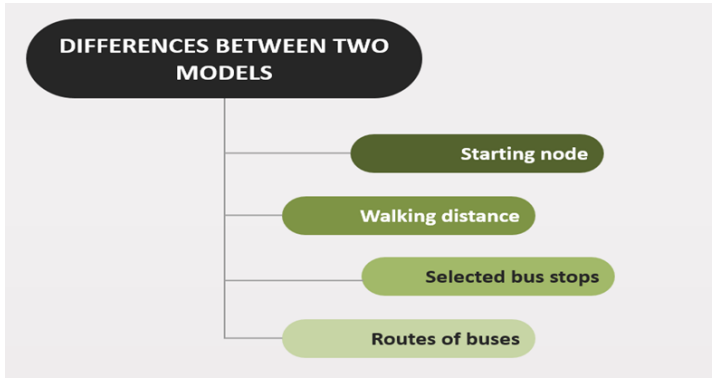 DIFFERENCES BETWEEN TWO
MODELS
Starting node
Walking distance
Selected bus stops
Routes of buses